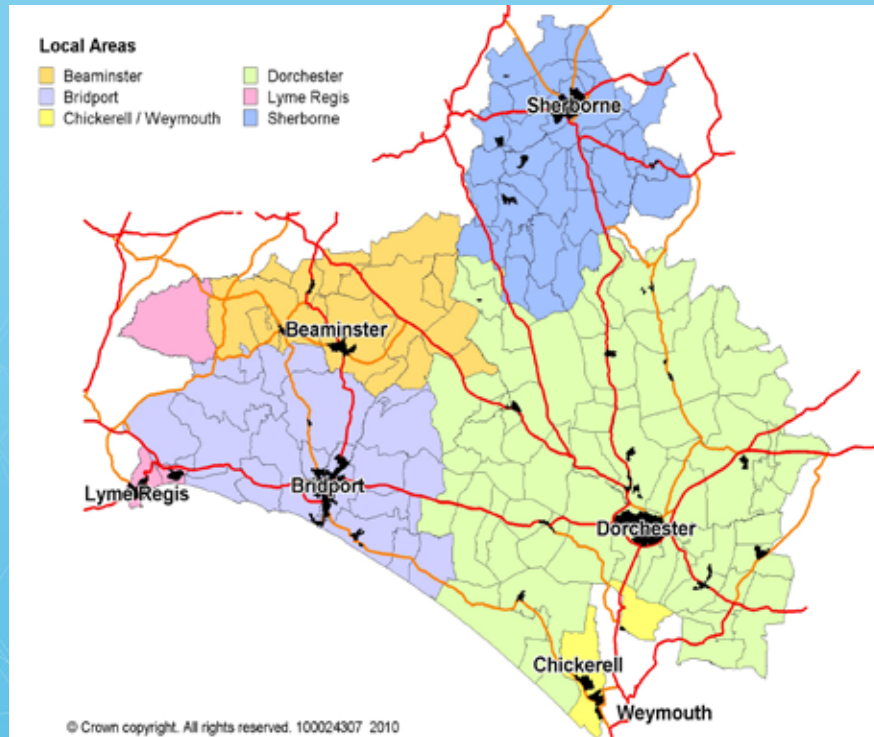 Local Areas
Beaminster
Bridport
Chickerell / Weymouth
Dorchester
Lyme Regis
Sherborne
Sherborne
Beaminster
Lyme Regis
Bridport
Dorchester
Chickerell
Weymouth
© Crown copyright. All rights reserved. 100024307 2010